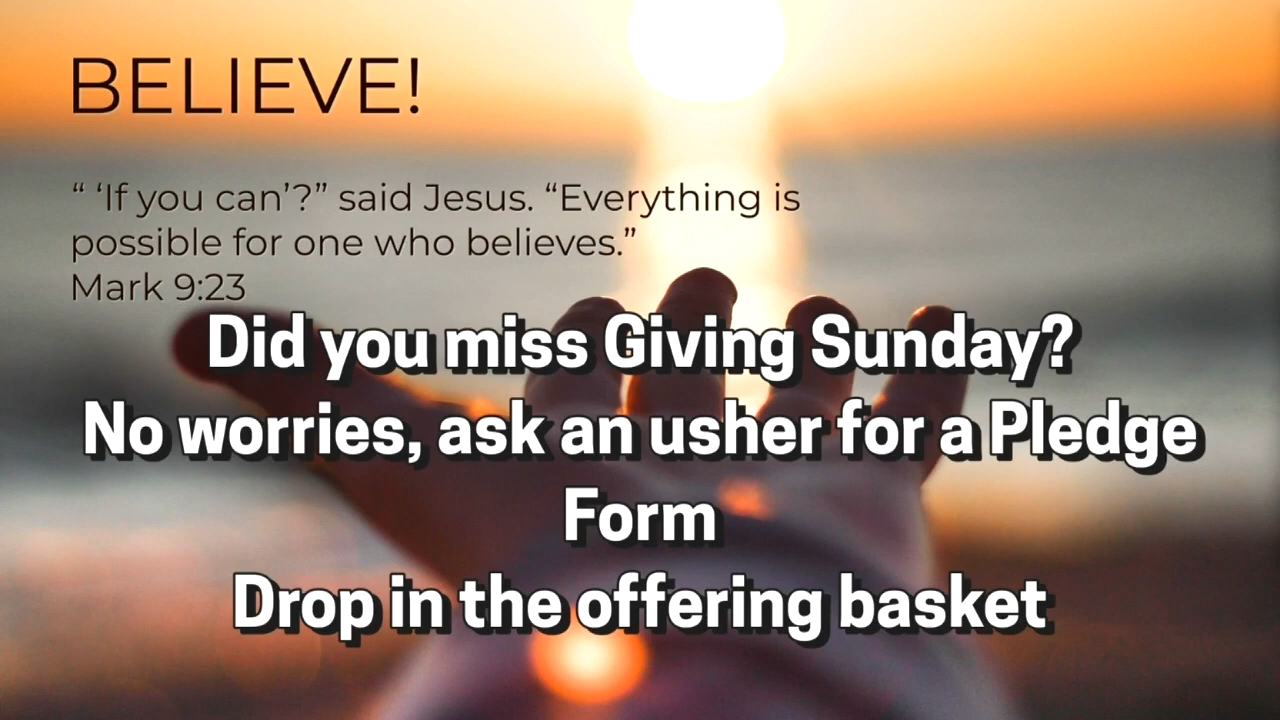 BELIEVE!
“ ‘If you can’?” said Jesus. “Everything is
possible for one who believes.”
Mark 9:23
Did you miss Giving Sunday?
No worries, ask an usher for a Pledge
Form
Drop in the offering basket